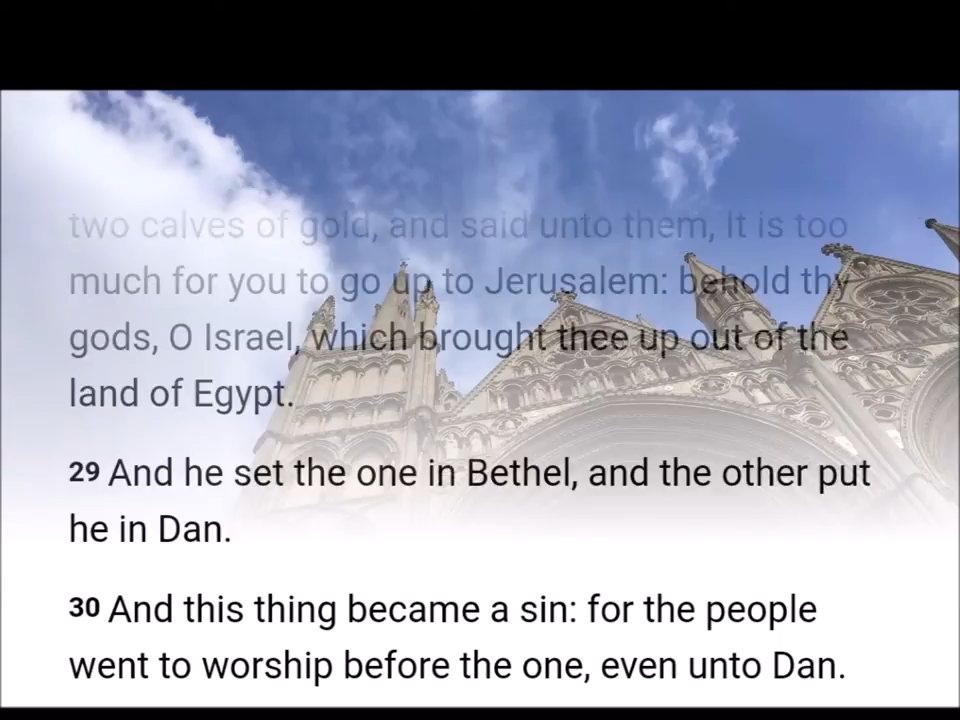 two calves of gold, and said unto them, It is too
much for you to go up to Jerusalem: behold thy
gods, O Israel, which brought thee up out of the
land of Egypt.
29 And he set the one in Bethel, and the other put
he in Dan.
30 And this thing became a sin: for the people
went to worship before the one, even unto Dan.